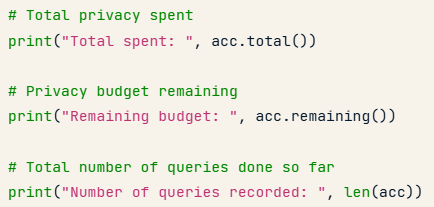 # Total privacy spent
print("Total spent: ", acc.total())
# Privacy budget remaining
print("Remaining budget: ", acc.remaining())
# Total number of queries done so far
print("Number of queries recorded: ", len(acc))